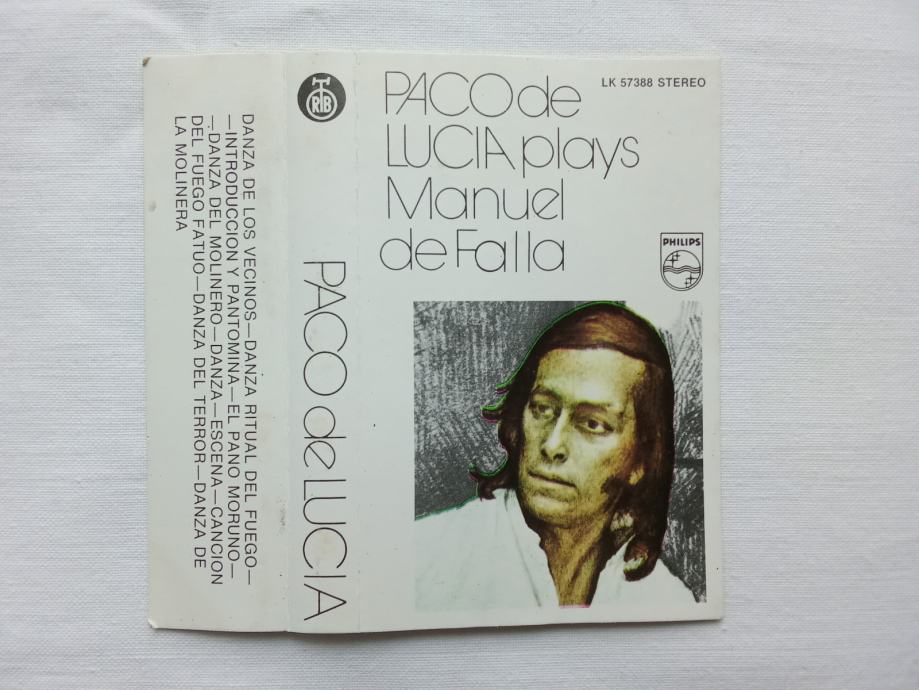 DANZA DE LOS VECINOS—DANZA RITUAL DEL FUEGO—
—INTRODUCCION Y PANTOMINA—EL PANO MORUNO—
—DANZA DEL MOLINERO—DANZA—ESCENA—CANCION
DEL FUEGO FATUO—DANZA DEL TERROR—DANZA DE
LA MOLINERA
RTB
PACO de LUCIA
LK 57388 STEREO
PACO de
LUCIA plays
Manuel
de Falla
PHILIPS